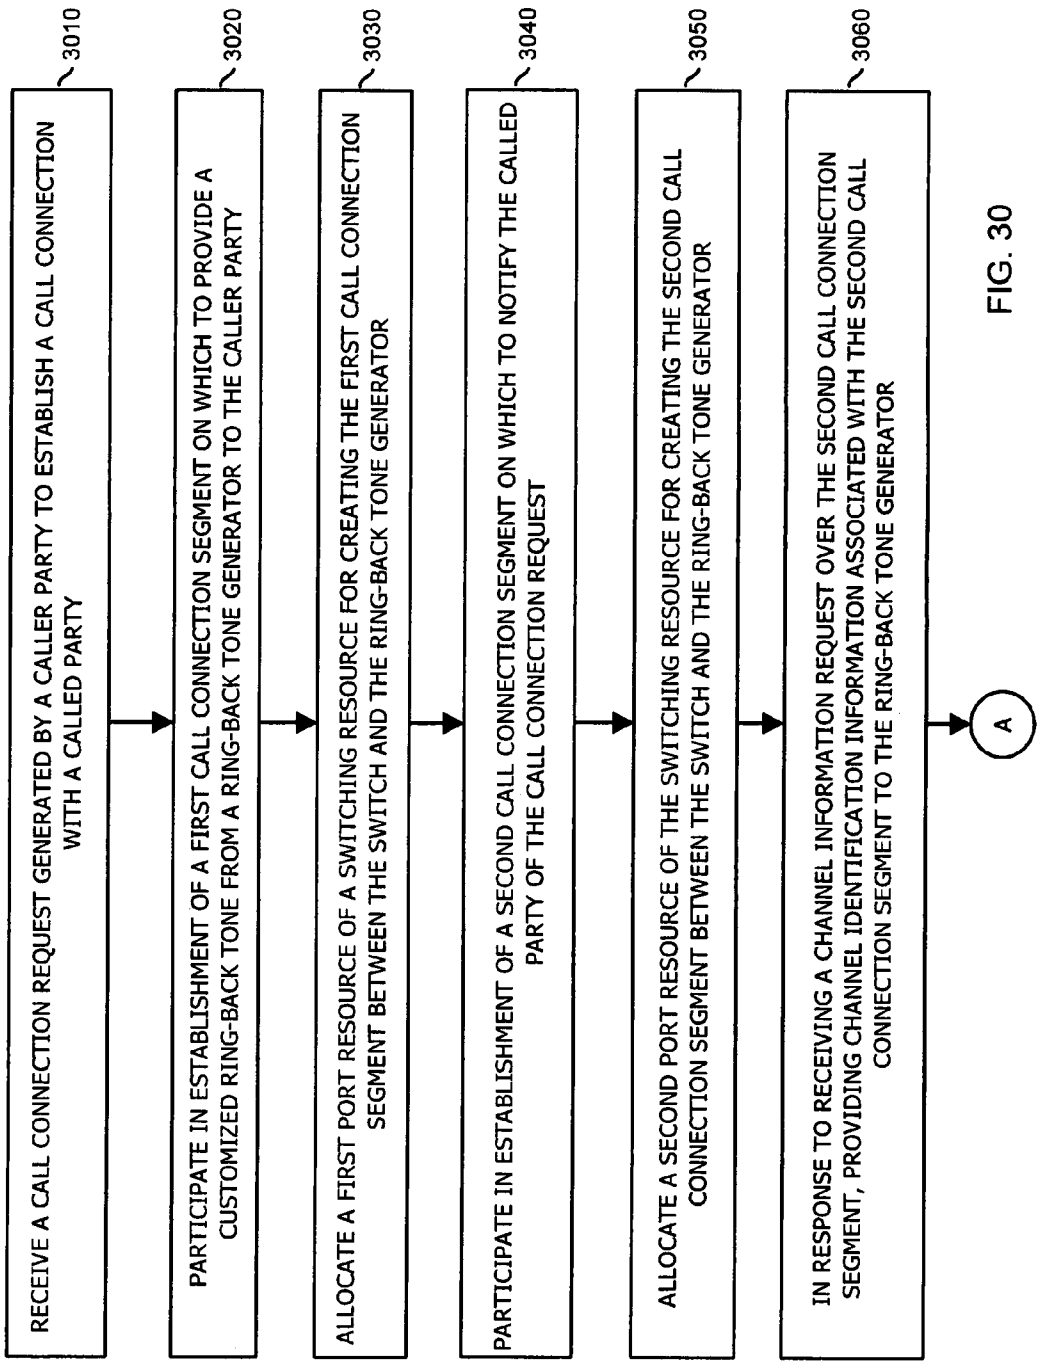 RECEIVE A CALL CONNECTION REQUEST GENERATED BY A CALLER PARTY TO ESTABLISH A CALL CONNECTION
WITH A CALLED PARTY
3010
PARTICIPATE IN ESTABLISHMENT OF A FIRST CALL CONNECTION SEGMENT ON WHICH TO PROVIDE A
CUSTOMIZED RING-BACK TONE FROM A RING-BACK TONE GENERATOR TO THE CALLER PARTY
3020
ALLOCATE A FIRST PORT RESOURCE OF A SWITCHING RESOURCE FOR CREATING THE FIRST CALL CONNECTION
SEGMENT BETWEEN THE SWITCH AND THE RING-BACK TONE GENERATOR
3030
PARTICIPATE IN ESTABLISHMENT OF A SECOND CALL CONNECTION SEGMENT ON WHICH TO NOTIFY THE CALLED
PARTY OF THE CALL CONNECTION REQUEST
3040
ALLOCATE A SECOND PORT RESOURCE OF THE SWITCHING RESOURCE FOR CREATING THE SECOND CALL
CONNECTION SEGMENT BETWEEN THE SWITCH AND THE RING-BACK TONE GENERATOR
3050
IN RESPONSE TO RECEIVING A CHANNEL INFORMATION REQUEST OVER THE SECOND CALL CONNECTION
SEGMENT, PROVIDING CHANNEL IDENTIFICATION INFORMATION ASSOCIATED WITH THE SECOND CALL
CONNECTION SEGMENT TO THE RING-BACK TONE GENERATOR
3060
A
FIG. 30